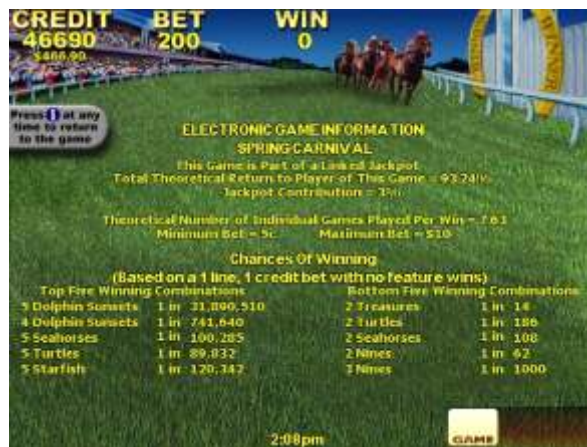 CREDIT BET WIN
46690 200 0
$466.90
Press i at any
time to return
to the game
WINNER
ELECTRONIC GAME INFORMATION
SPRING CARNIVAL
This Game is Part of a Linked Jackpot
Total Theoretical Return to Player of This Game = 93.24%
Jackpot Contribution = 3%
Theoretical Number of Individual Games Played Per Win = 7.63
Minimum Bet = 5c Maximum Bet = $10
Chances Of Winning
(Based on a 1 line, 1 credit bet with no feature wins)
Top Five Winning Combinations Bottom Five Winning Combinations
5 Dolphin Sunsets 1 in 31,890,510 2 Treasures 1 in 14
4 Dolphin Sunsets 1 in 741,640 2 Turtles 1 in 186
5 Seahorses 1 in 100,285 2 Seahorses 1 in 108
5 Turtles 1 in 89,832 2 Nines 1 in 62
5 Starfish 1 in 120,342 3 Nines 1 in 1000
2:08pm
GAME